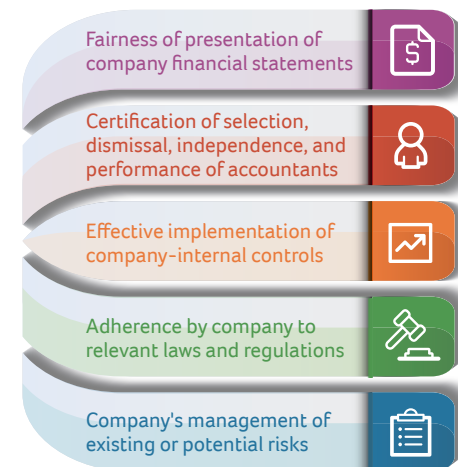 Fairness of presentation of
company financial statements
$
Certification of selection,
dismissal, independence, and
performance of accountants
Effective implementation of
company-internal controls
Adherence by company to
relevant laws and regulations
Company's management of
existing or potential risks